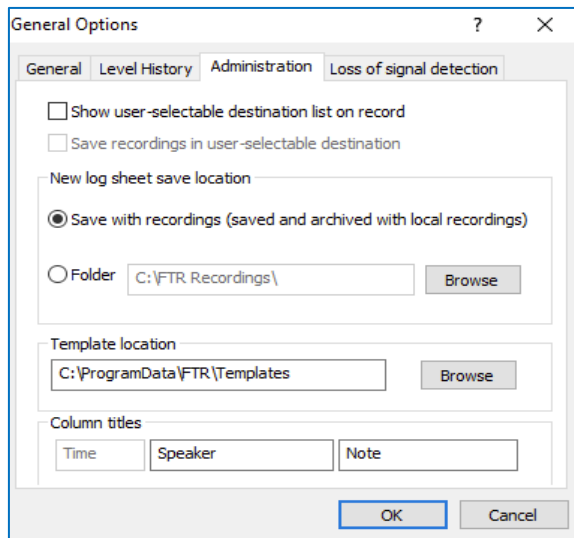 General Options
General Level History Administration Loss of signal detection
Show user-selectable destination list on record
Save recordings in user-selectable destination
New log sheet save location
Save with recordings (saved and archived with local recordings)
Folder C:\FTR Recordings\ Browse
Template location
C:\ProgramData\FTR\Templates Browse
Column titles
Time Speaker Note
OK Cancel